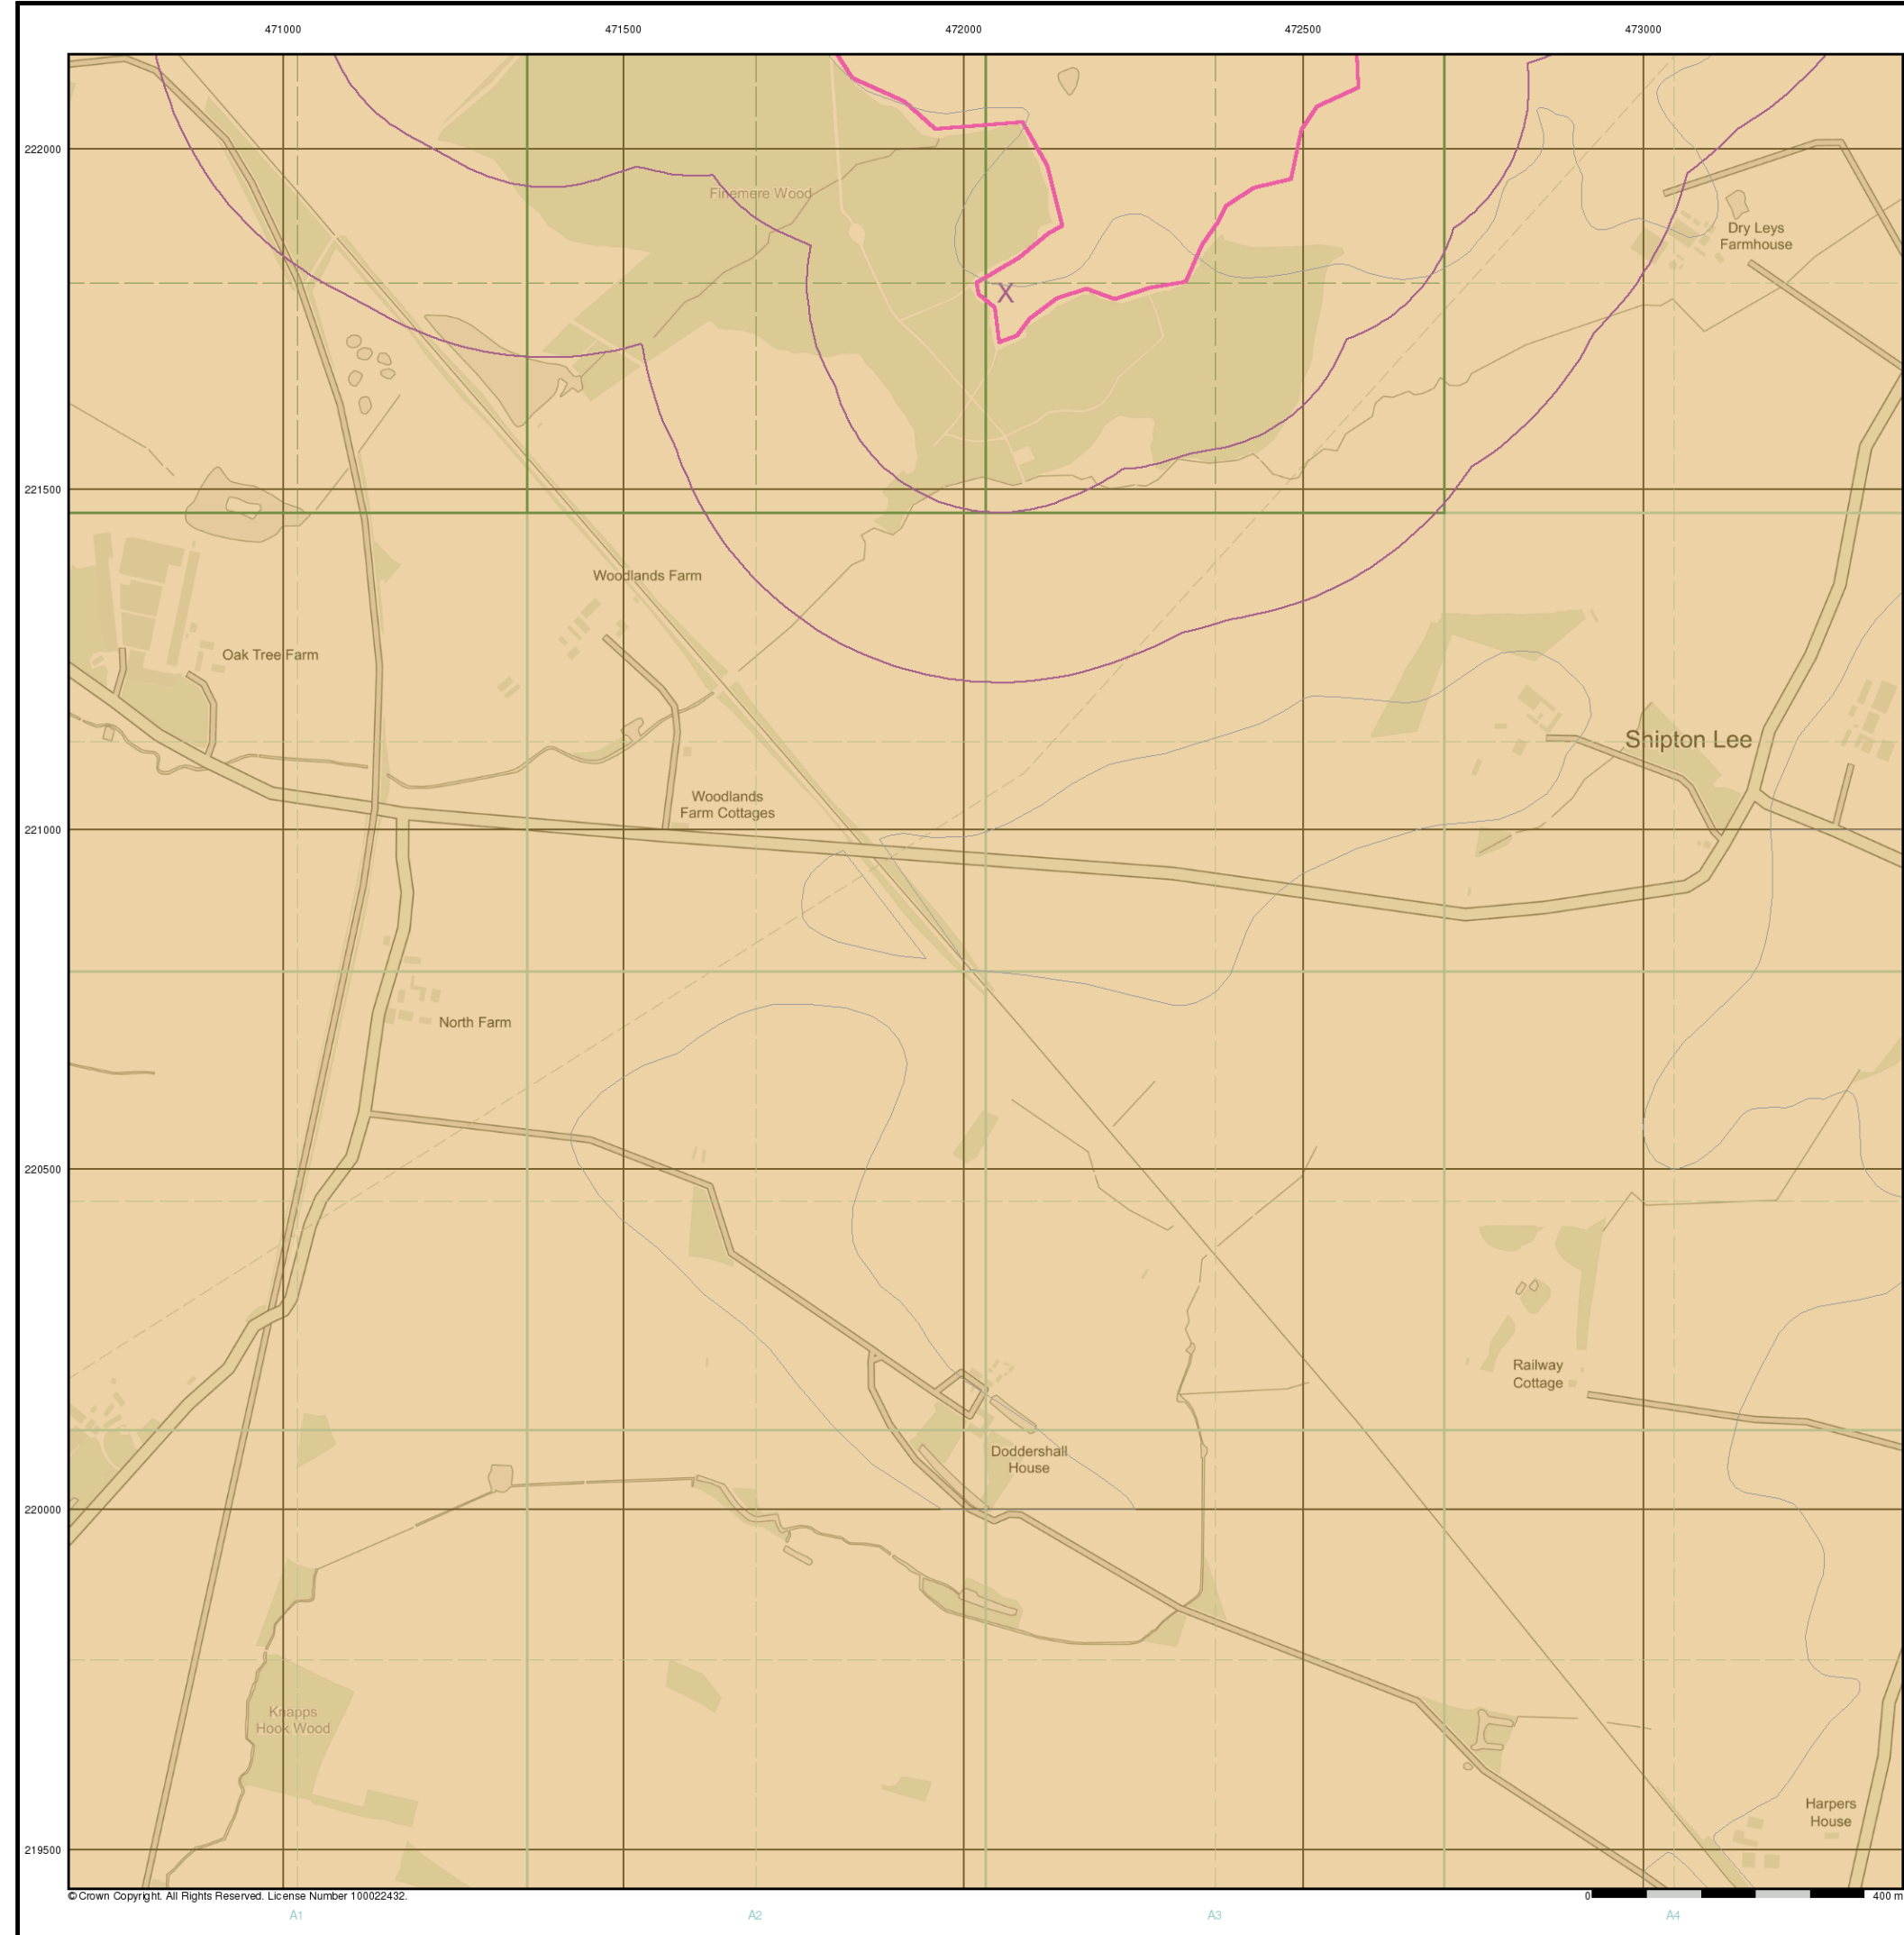 471000 471500 472000 472500 473000
222000
Finemere Wood
Dry Leys
Farmhouse
X
221500
Woodlands Farm
Oak Tree Farm
Shipton Lee
Woodlands
Farm Cottages
221000
North Farm
220500
Railway
Cottage
Doddershall
House
220000
Knapps
Hook Wood
Harpers
House
219500
© Crown Copyright. All Rights Reserved. License Number 100022432.
0 400 m
A1 A2 A3 A4